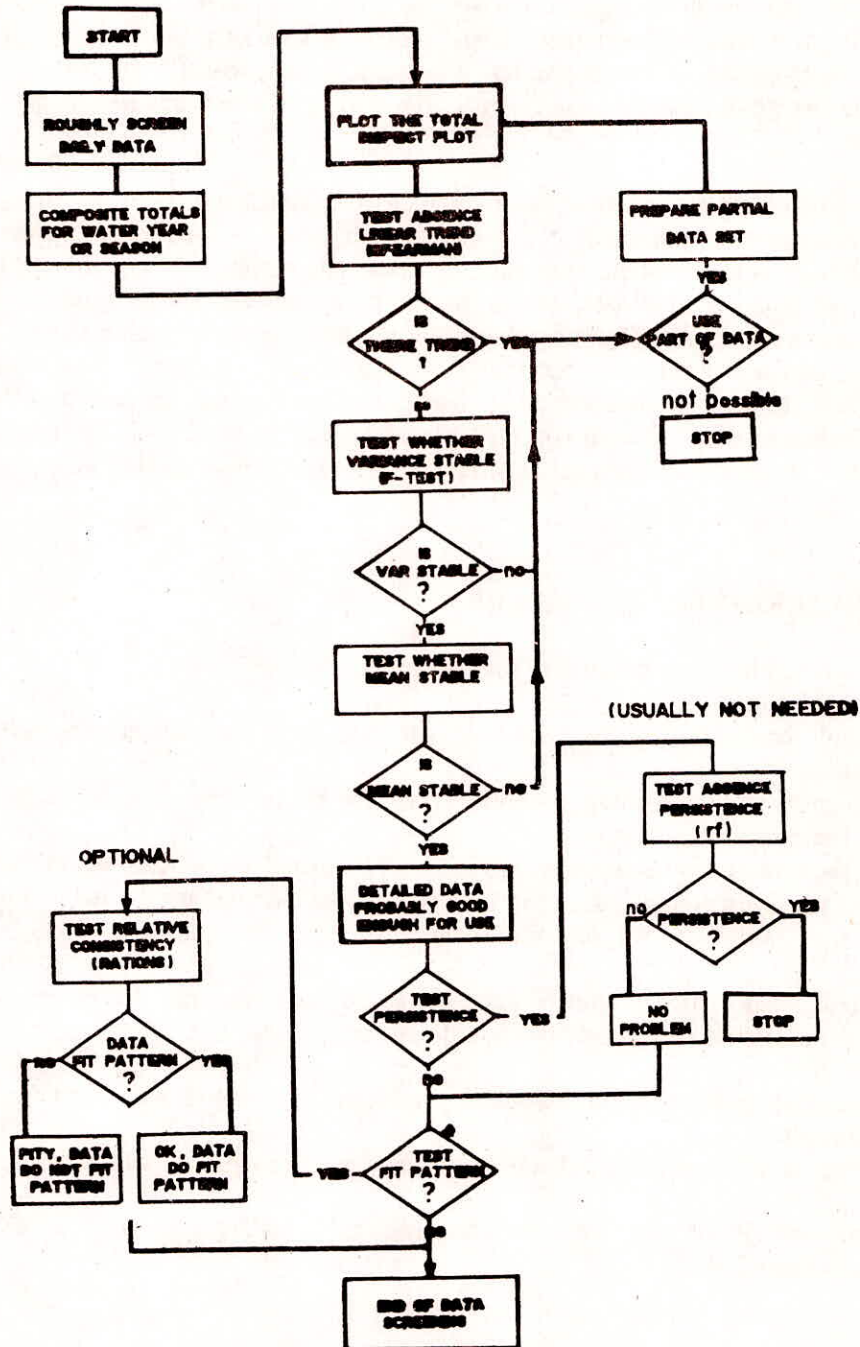 START
ROUGHLY SCREEN
DAILY DATA
COMPOSITE TOTALS
FOR WATER YEAR
OR SEASON
PLOT THE TOTAL
INSPECT PLOT
TEST ABSENCE
LINEAR TREND
(SPEARMAN)
PREPARE PARTIAL
DATA SET
YES
IS
THERE TREND
?
YES
USE
PART OF DATA
?
no
not possible
STOP
TEST WHETHER
VARIANCE STABLE
(F-TEST)
IS
VAR STABLE
?
no
YES
TEST WHETHER
MEAN STABLE
IS
MEAN STABLE
?
no
YES
(USUALLY NOT NEEDED)
TEST ABSENCE
PERSISTENCE
(rf)
no
PERSISTENCE
?
YES
NO
PROBLEM
STOP
DETAILED DATA
PROBABLY GOOD
ENOUGH FOR USE
TEST
PERSISTENCE
?
YES
no
OPTIONAL
TEST RELATIVE
CONSISTENCY
(RATIONS)
DATA
FIT PATTERN
?
NO
YES
PITY, DATA
DO NOT FIT
PATTERN
OK, DATA
DO FIT
PATTERN
YES
TEST
FIT PATTERN
?
no
END OF DATA
SCREENING